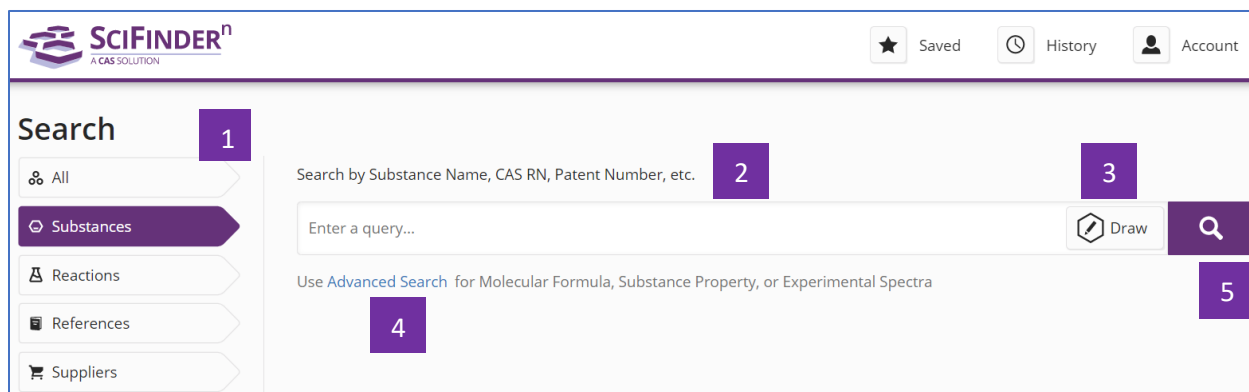 SCIFINDERⁿ
A CAS SOLUTION
Saved
History
Account
Search
1
All
Substances
Reactions
References
Suppliers
Search by Substance Name, CAS RN, Patent Number, etc.
2
3
Enter a query...
Draw
Use Advanced Search for Molecular Formula, Substance Property, or Experimental Spectra
4
5